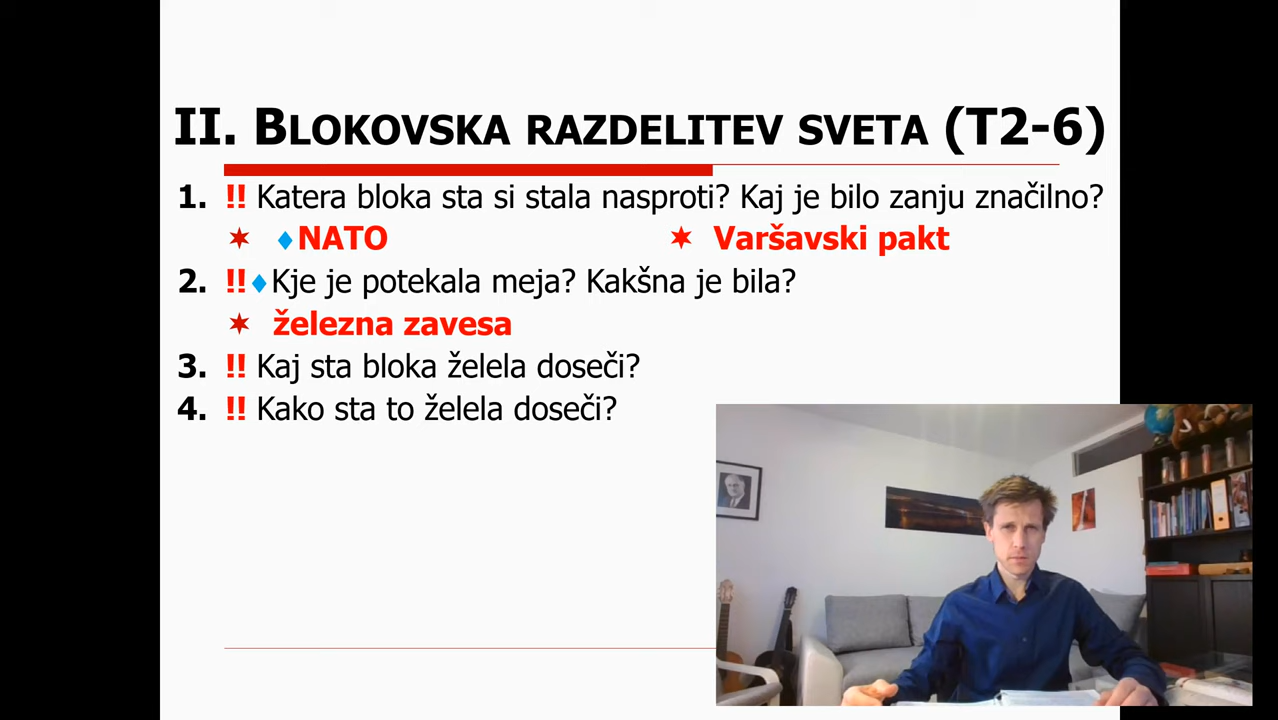 II. BLOKOVSKA RAZDELITEV SVETA (T2-6)
1. !! Katera bloka sta si stala nasproti? Kaj je bilo zanju značilno?
✶ ♦NATO ✶ Varšavski pakt
2. !!♦Kje je potekala meja? Kakšna je bila?
✶ železna zavesa
3. !! Kaj sta bloka želela doseči?
4. !! Kako sta to želela doseči?